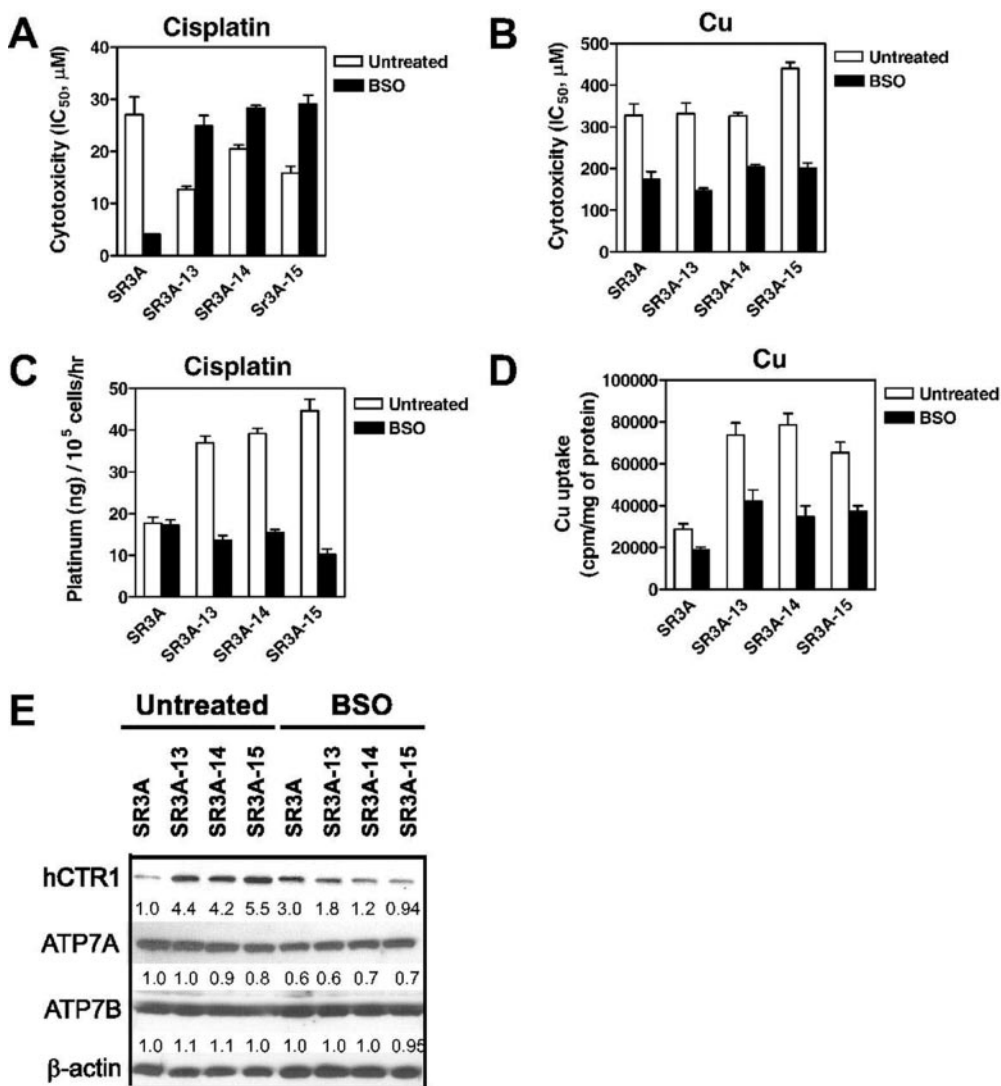 A
Cisplatin
Cytotoxicity (IC50, μM)
40
30
20
10
0
SR3A
SR3A-13
SR3A-14
Sr3A-15
Untreated
BSO
B
Cu
Cytotoxicity (IC50, μM)
500
400
300
200
100
0
SR3A
SR3A-13
SR3A-14
SR3A-15
Untreated
BSO
C
Cisplatin
Platinum (ng) / 10⁵ cells/hr
50
40
30
20
10
0
SR3A
SR3A-13
SR3A-14
SR3A-15
Untreated
BSO
D
Cu
Cu uptake
(cpm/mg of protein)
100000
80000
60000
40000
20000
0
SR3A
SR3A-13
SR3A-14
SR3A-15
Untreated
BSO
E
Untreated BSO
SR3A
SR3A-13
SR3A-14
SR3A-15
SR3A
SR3A-13
SR3A-14
SR3A-15
hCTR1
1.0 4.4 4.2 5.5 3.0 1.8 1.2 0.94
ATP7A
1.0 1.0 0.9 0.8 0.6 0.6 0.7 0.7
ATP7B
1.0 1.1 1.1 1.0 1.0 1.0 1.0 0.95
β-actin